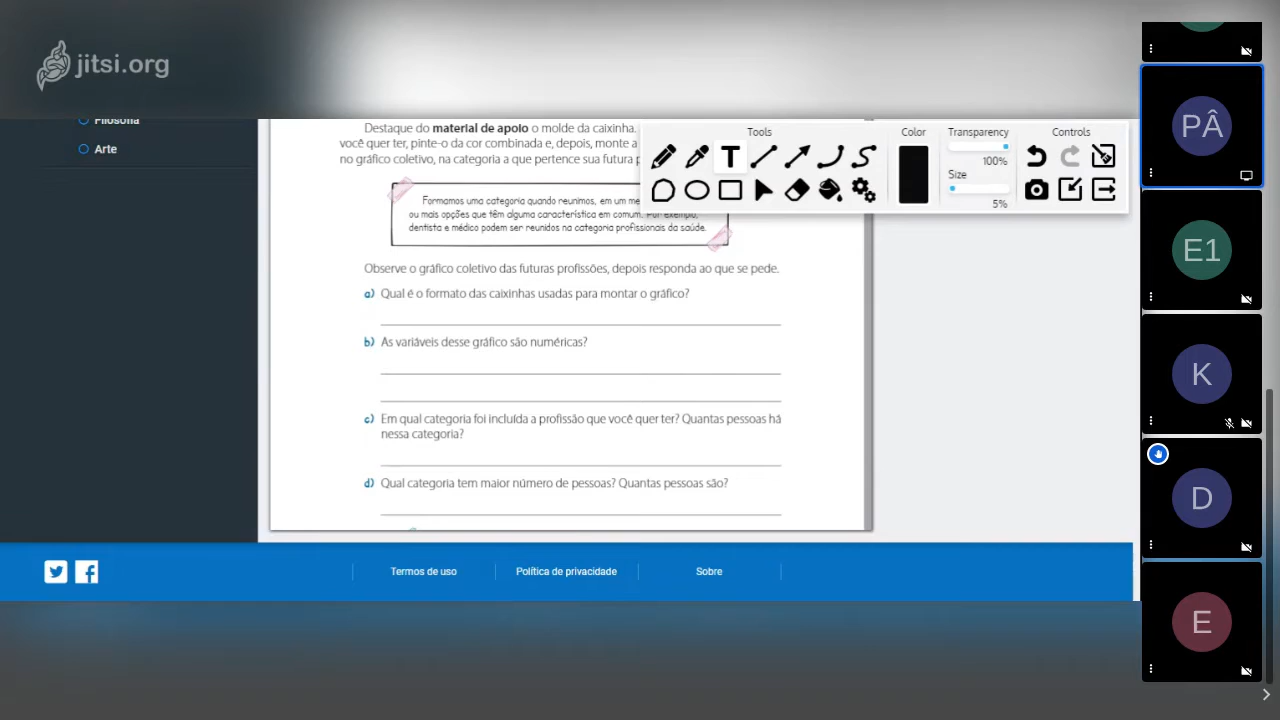 jitsi.org
Filosofia
Arte
Destaque do material de apoio o molde da caixinha.
você quer ter, pinte-o da cor combinada e, depois, monte a
no gráfico coletivo, na categoria a que pertence sua futura
Formamos uma categoria quando reunimos, em um
ou mais opções que têm alguma característica em comum. Por exemplo,
dentista e médico podem ser reunidos na categoria profissionais da saúde.
Observe o gráfico coletivo das futuras profissões, depois responda ao que se pede.
a) Qual é o formato das caixinhas usadas para montar o gráfico?
b) As variáveis desse gráfico são numéricas?
c) Em qual categoria foi incluída a profissão que você quer ter? Quantas pessoas há
nessa categoria?
d) Qual categoria tem maior número de pessoas? Quantas pessoas são?
Tools
Color
Transparency
Controls
T
100%
Size
5%
Termos de uso
Política de privacidade
Sobre
PÂ
E1
K
D
E